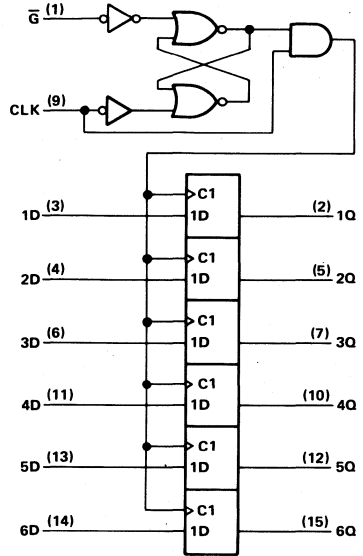 G̅ (1)
CLK (9)
C1
1D (3) 1D (2) 1Q
C1
2D (4) 1D (5) 2Q
C1
3D (6) 1D (7) 3Q
C1
4D (11) 1D (10) 4Q
C1
5D (13) 1D (12) 5Q
C1
6D (14) 1D (15) 6Q